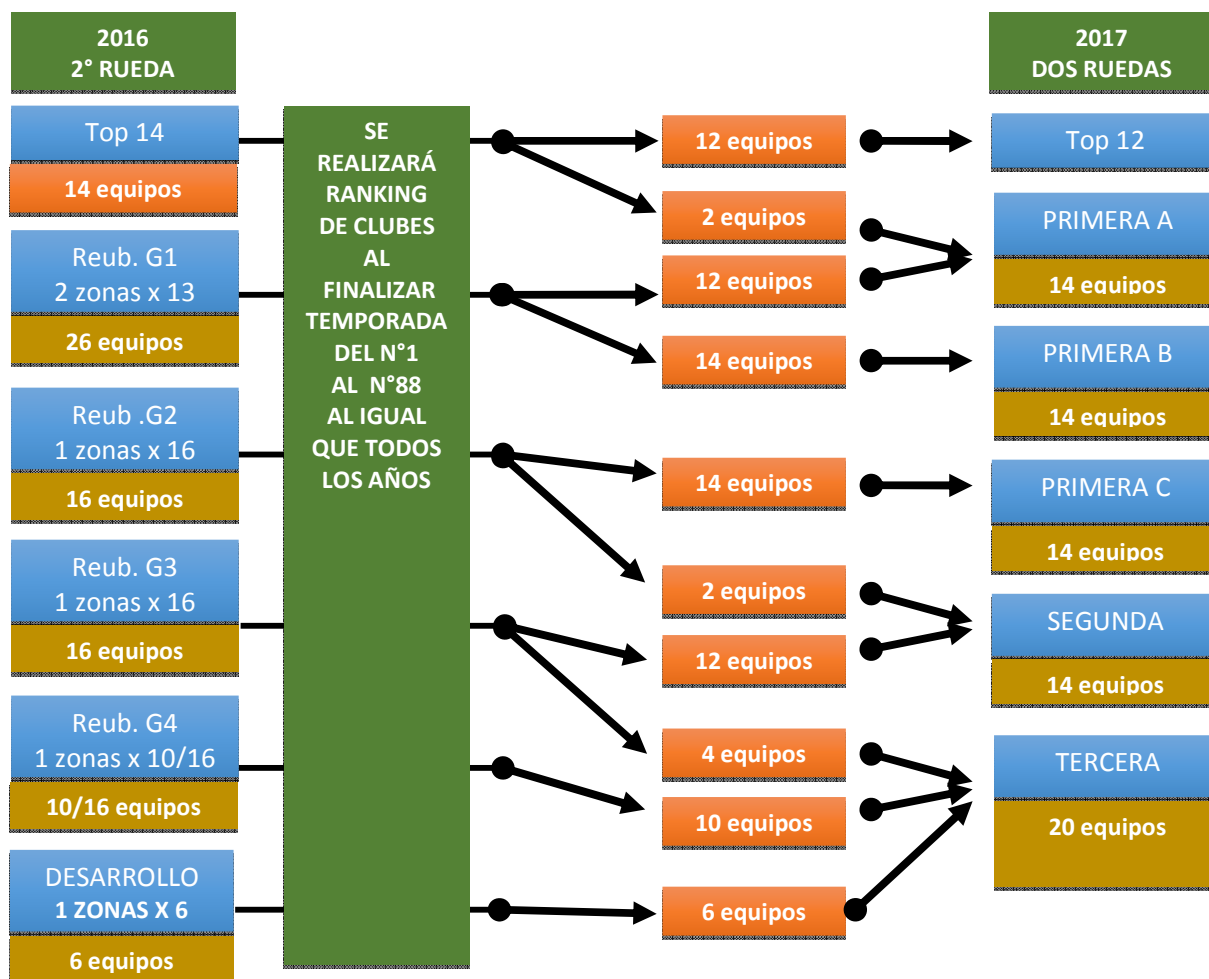 2016
2° RUEDA
Top 14
14 equipos
Reub. G1
2 zonas x 13
26 equipos
Reub .G2
1 zonas x 16
16 equipos
Reub. G3
1 zonas x 16
16 equipos
Reub. G4
1 zonas x 10/16
10/16 equipos
DESARROLLO
1 ZONAS X 6
6 equipos
SE
REALIZARÁ
RANKING
DE CLUBES
AL
FINALIZAR
TEMPORADA
DEL N°1
AL N°88
AL IGUAL
QUE TODOS
LOS AÑOS
12 equipos
2 equipos
12 equipos
14 equipos
14 equipos
2 equipos
12 equipos
4 equipos
10 equipos
6 equipos
2017
DOS RUEDAS
Top 12
PRIMERA A
14 equipos
PRIMERA B
14 equipos
PRIMERA C
14 equipos
SEGUNDA
14 equipos
TERCERA
20 equipos